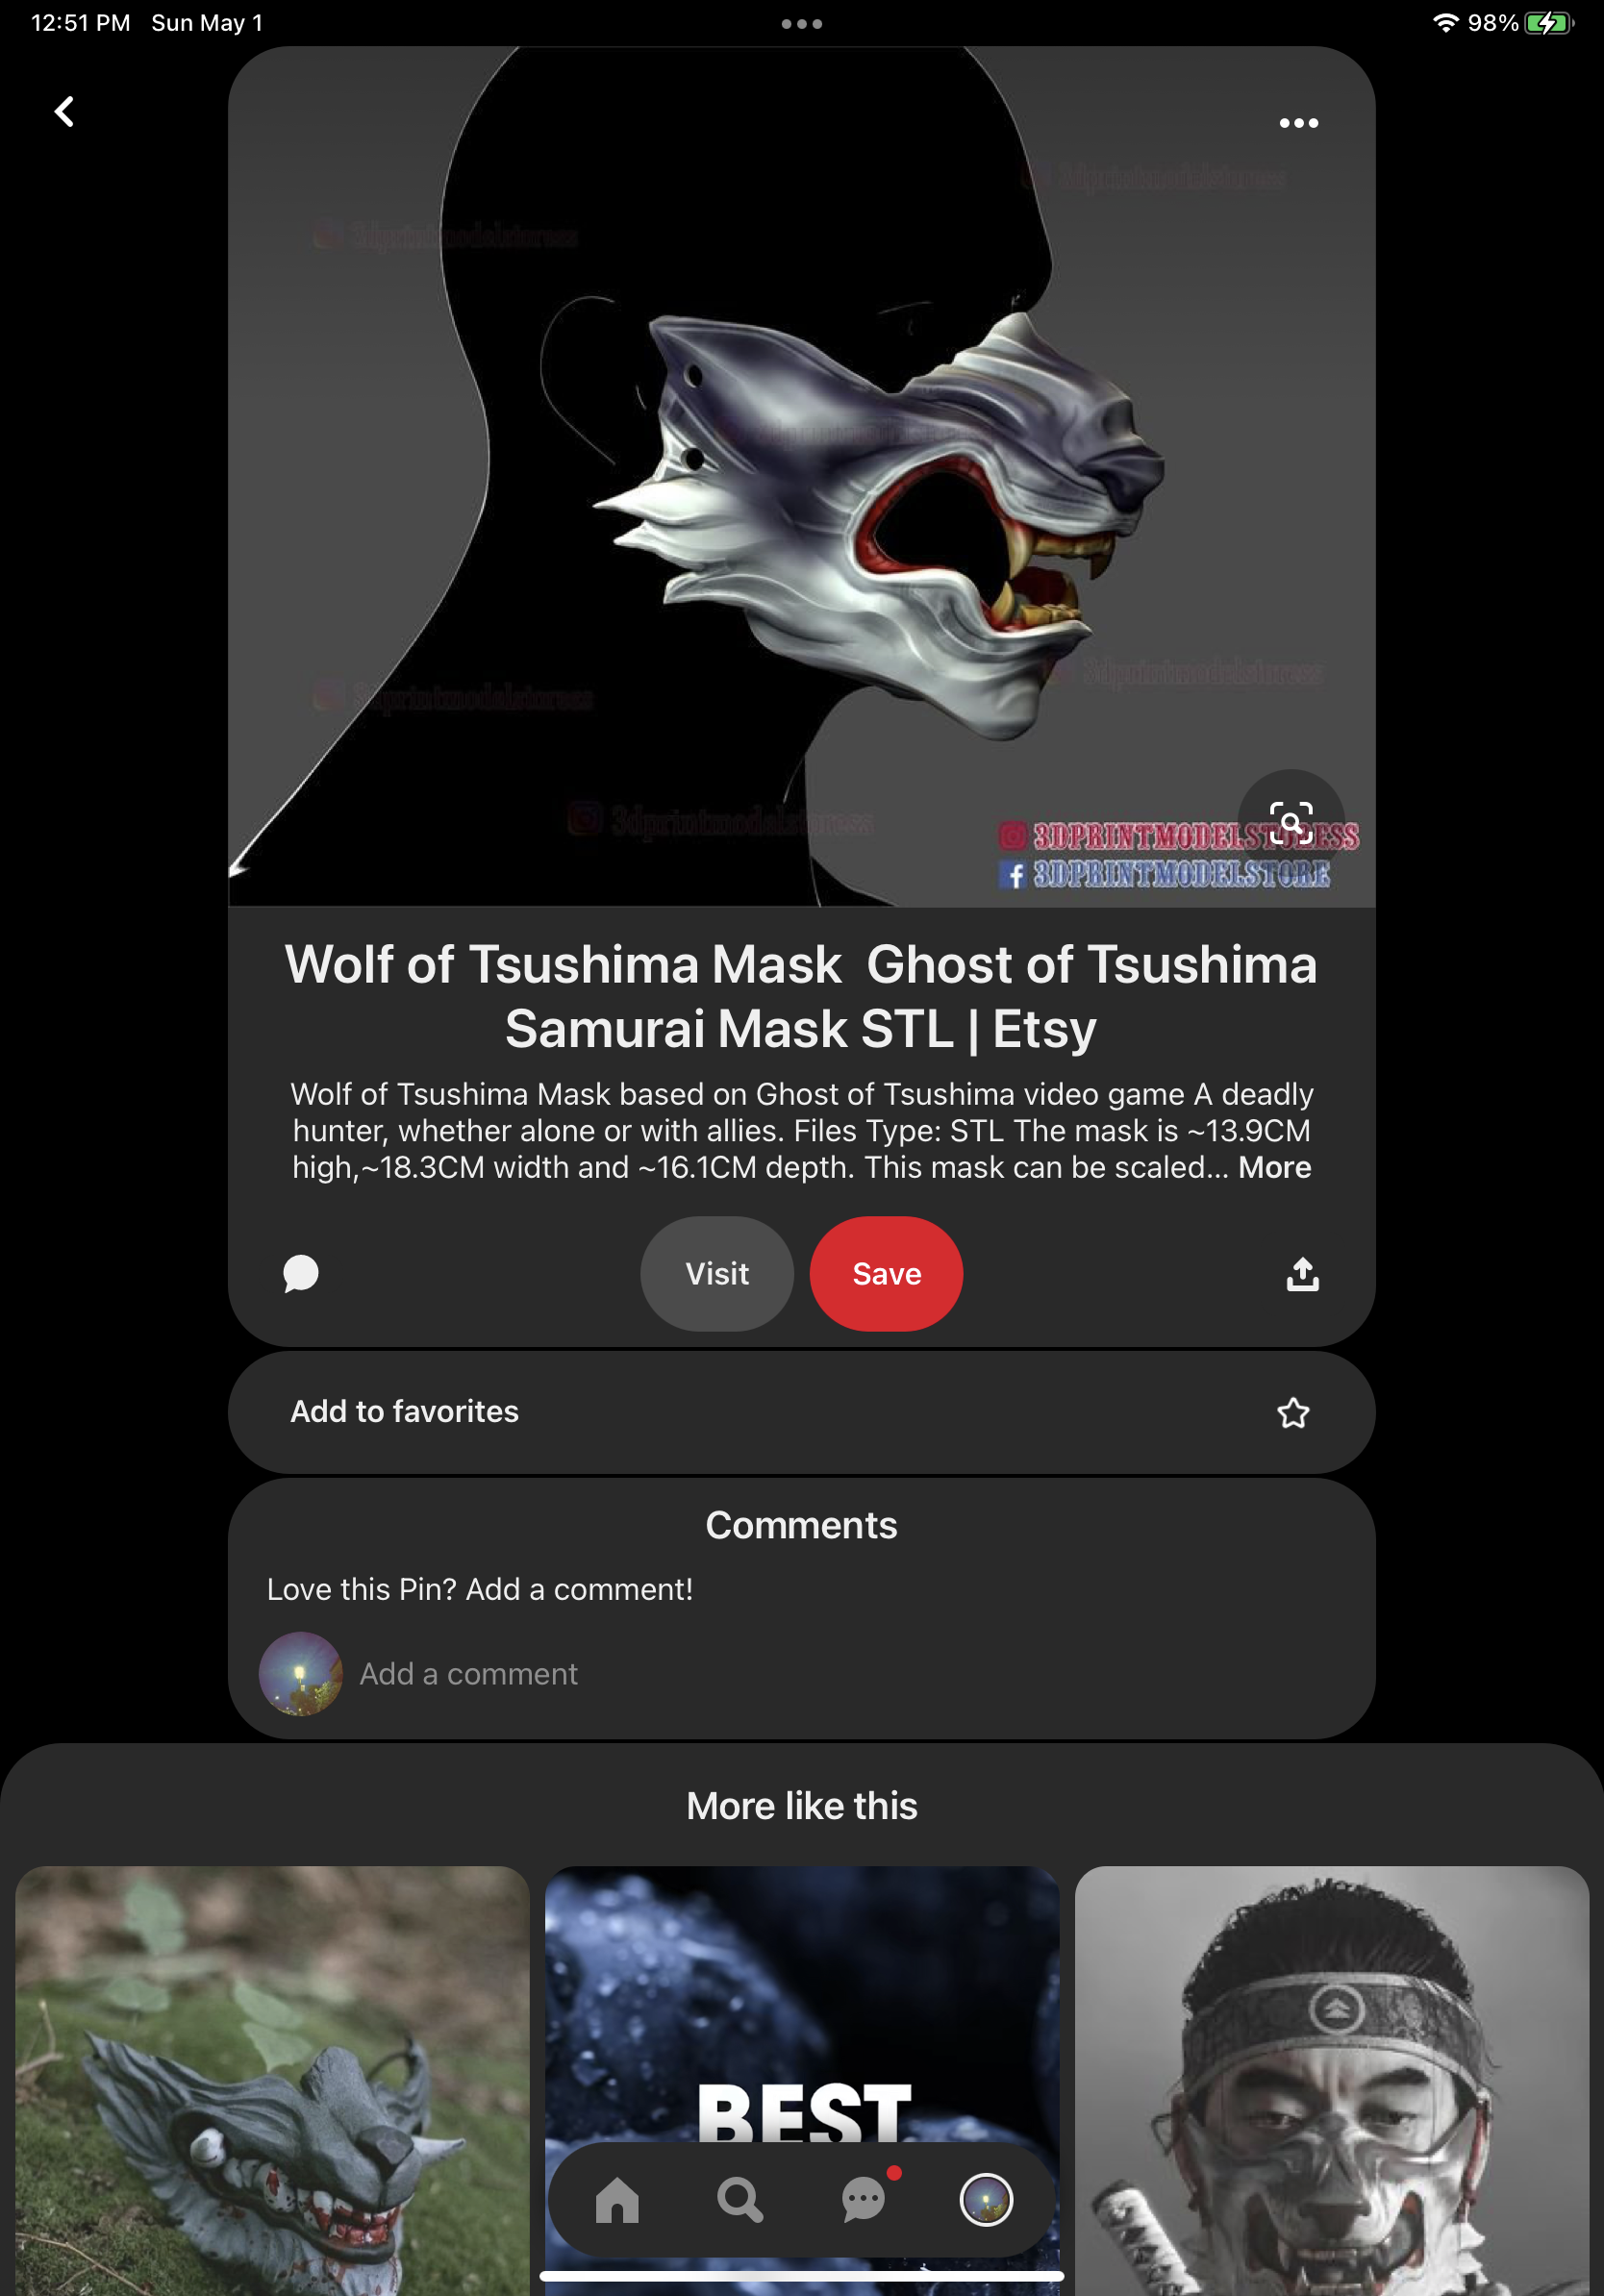 12:51 PM Sun May 1
98%
3dprintmodelstoress
3dprintmodelstoress
3dprintmodelstoress
3dprintmodelstoress
3dprintmodelstoress
3DPRINTMODELSTORESS
3DPRINTMODELSTORE
Wolf of Tsushima Mask Ghost of Tsushima
Samurai Mask STL | Etsy
Wolf of Tsushima Mask based on Ghost of Tsushima video game A deadly
hunter, whether alone or with allies. Files Type: STL The mask is ~13.9CM
high,~18.3CM width and ~16.1CM depth. This mask can be scaled... More
Visit
Save
Add to favorites
Comments
Love this Pin? Add a comment!
Add a comment
More like this
BEST